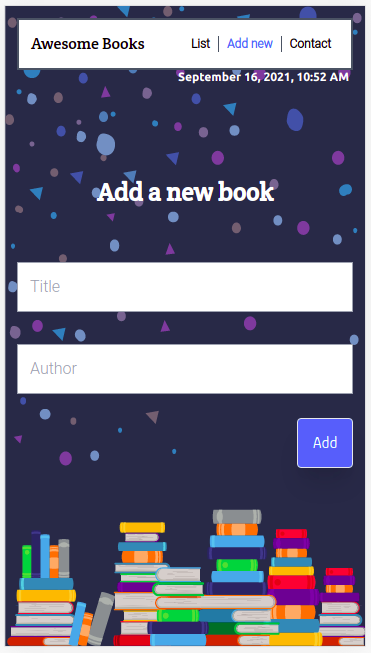 Awesome Books List Add new Contact
September 16, 2021, 10:52 AM
Add a new book
Title
Author
Add